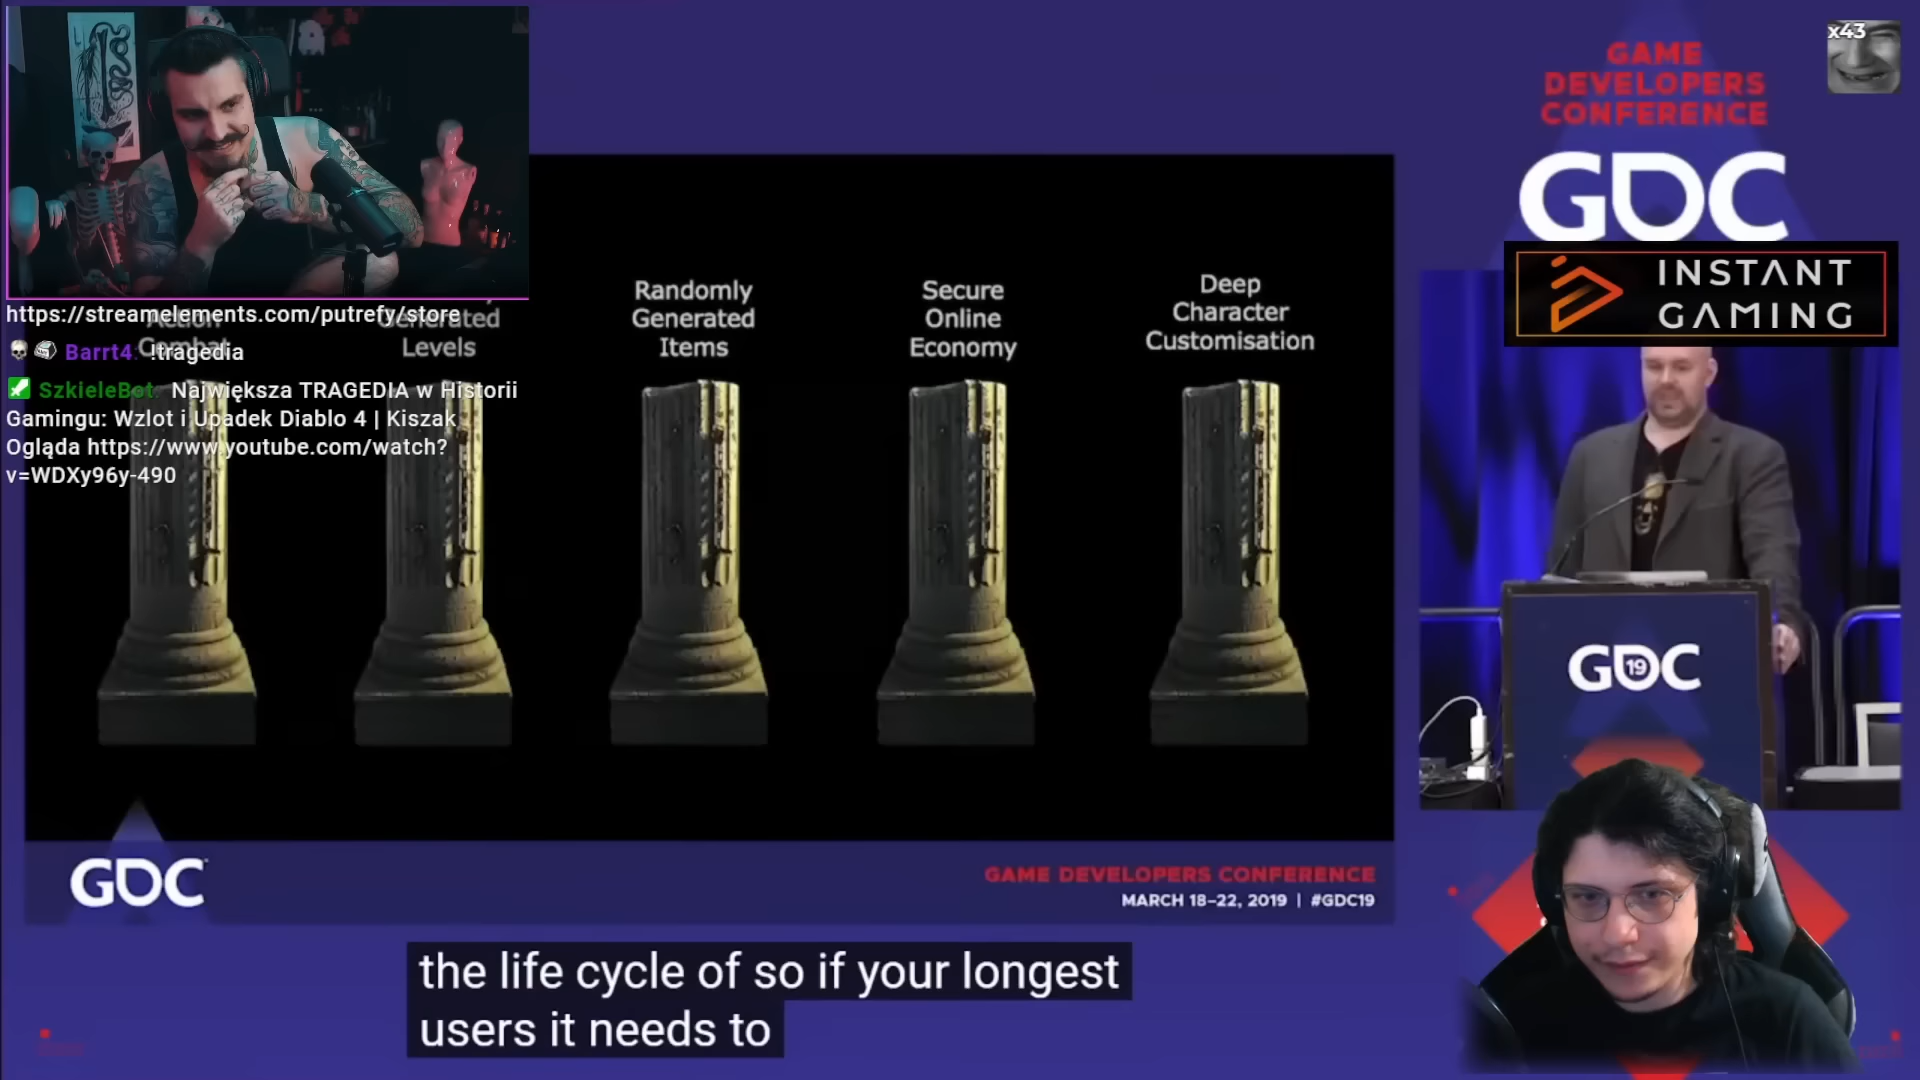 x43
GAME
DEVELOPERS
CONFERENCE
GDC
INSTANT
GAMING
https://streamelements.com/putrefy/store
Barrt4: !tragedia
SzkieleBot: Największa TRAGEDIA w Historii
Gamingu: Wzlot i Upadek Diablo 4 | Kiszak
Ogląda https://www.youtube.com/watch?
v=WDXy96y-490
Action
Combat
Generated
Levels
Randomly
Generated
Items
Secure
Online
Economy
Deep
Character
Customisation
GDC 19
GDC
GAME DEVELOPERS CONFERENCE
MARCH 18-22, 2019 | #GDC19
the life cycle of so if your longest
users it needs to